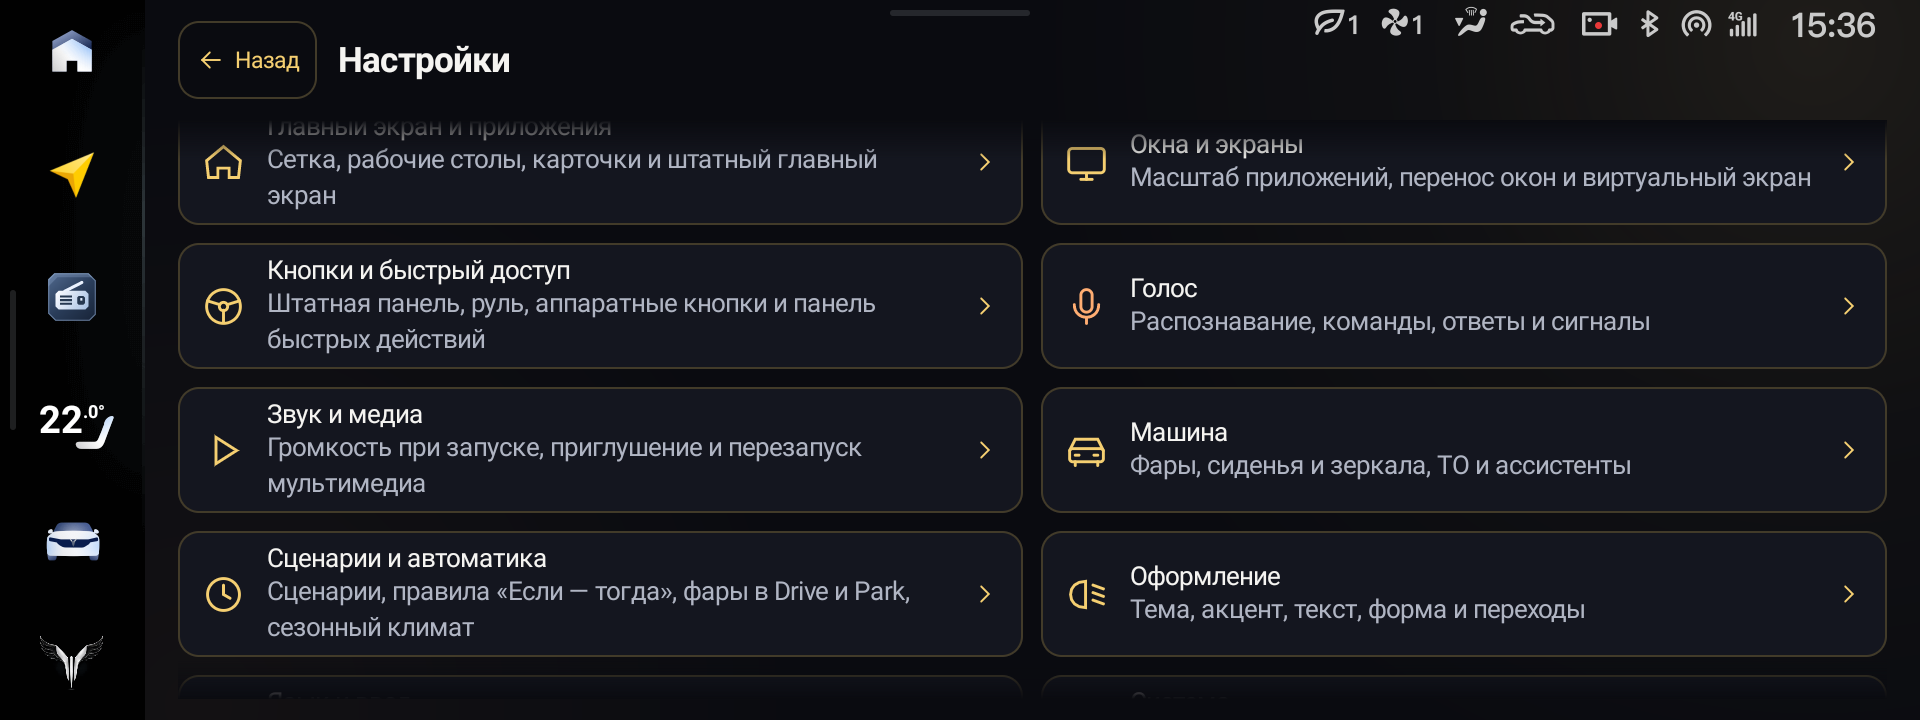 1
1
4G
15:36
← Назад
Настройки
Главный экран и приложения
Сетка, рабочие столы, карточки и штатный главный
экран
Окна и экраны
Масштаб приложений, перенос окон и виртуальный экран
Кнопки и быстрый доступ
Штатная панель, руль, аппаратные кнопки и панель
быстрых действий
Голос
Распознавание, команды, ответы и сигналы
22.0°
Звук и медиа
Громкость при запуске, приглушение и перезапуск
мультимедиа
Машина
Фары, сиденья и зеркала, ТО и ассистенты
Сценарии и автоматика
Сценарии, правила «Если — тогда», фары в Drive и Park,
сезонный климат
Оформление
Тема, акцент, текст, форма и переходы